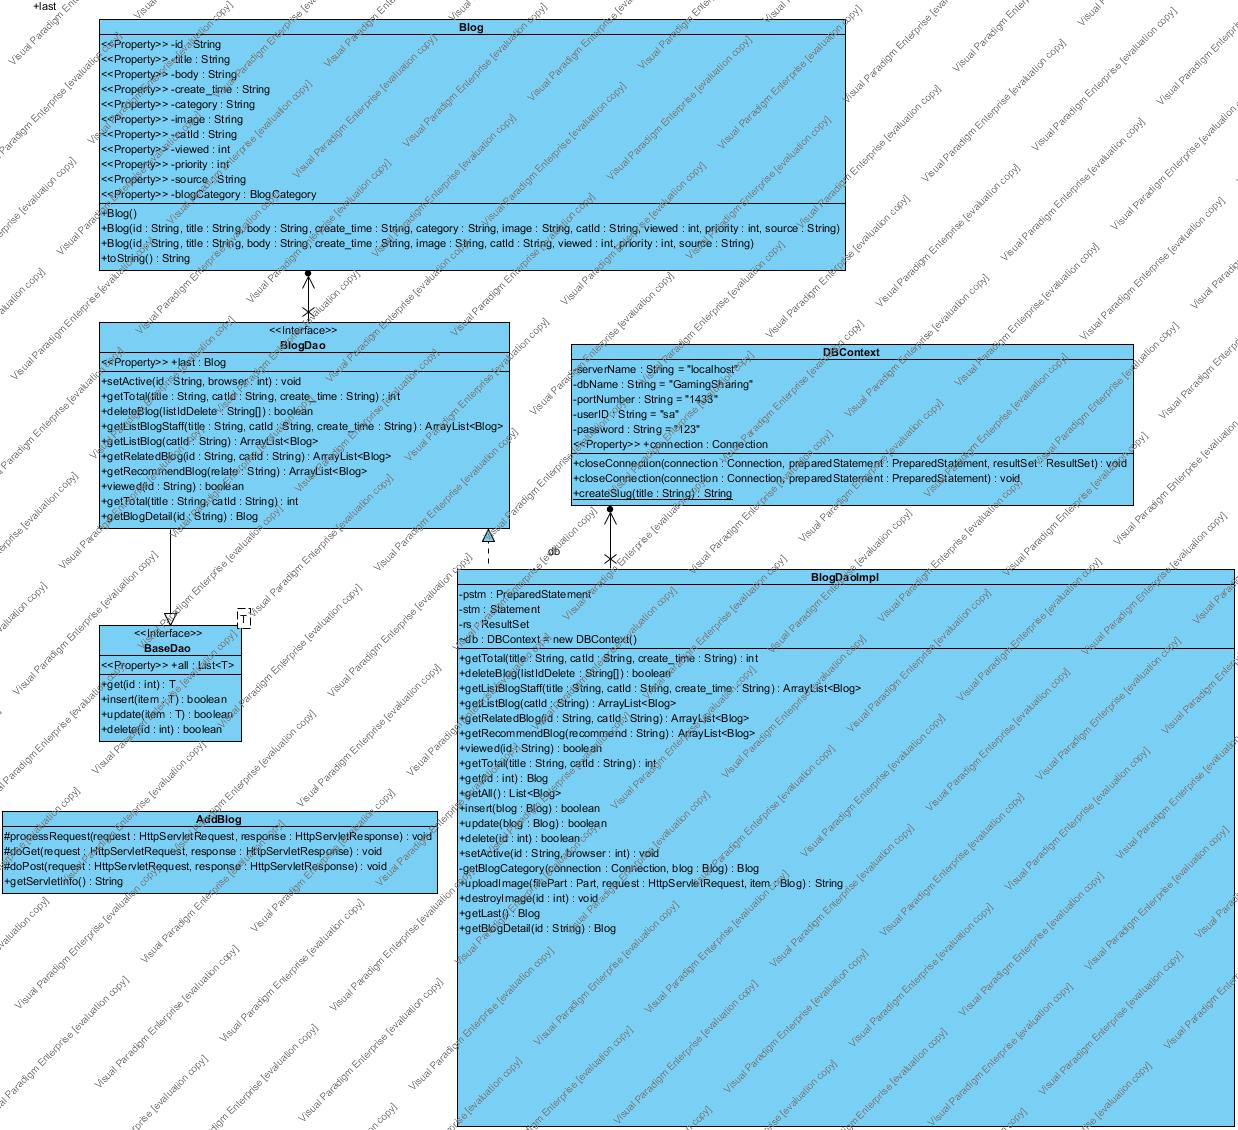 +last
Blog
<<Property>> -id : String
<<Property>> -title : String
<<Property>> -body : String
<<Property>> -create_time : String
<<Property>> -category : String
<<Property>> -image : String
<<Property>> -catId : String
<<Property>> -viewed : int
<<Property>> -priority : int
<<Property>> -source : String
<<Property>> -blogCategory : BlogCategory
+Blog()
+Blog(id : String, title : String, body : String, create_time : String, category : String, image : String, catId : String, viewed : int, priority : int, source : String)
+Blog(id : String, title : String, body : String, create_time : String, image : String, catId : String, viewed : int, priority : int, source : String)
+toString() : String
<<Interface>>
BlogDao
<<Property>> +last : Blog
+setActive(id : String, browser : int) : void
+getTotal(title : String, catId : String, create_time : String) : int
+deleteBlog(listIdDelete : String[]) : boolean
+getListBlogStaff(title : String, catId : String, create_time : String) : ArrayList<Blog>
+getListBlog(catId : String) : ArrayList<Blog>
+getRelatedBlog(id : String, catId : String) : ArrayList<Blog>
+getRecommendBlog(relate : String) : ArrayList<Blog>
+viewed(id : String) : boolean
+getTotal(title : String, catId : String) : int
+getBlogDetail(id : String) : Blog
DBContext
-serverName : String = "localhost"
-dbName : String = "GamingSharing"
-portNumber : String = "1433"
-userID : String = "sa"
-password : String = "123"
<<Property>> +connection : Connection
+closeConnection(connection : Connection, preparedStatement : PreparedStatement, resultSet : ResultSet) : void
+closeConnection(connection : Connection, preparedStatement : PreparedStatement) : void
+createSlug(title : String) : String
db
T
<<Interface>>
BaseDao
<<Property>> +all : List<T>
+get(id : int) : T
+insert(item : T) : boolean
+update(item : T) : boolean
+delete(id : int) : boolean
BlogDaoImpl
-pstm : PreparedStatement
-stm : Statement
-rs : ResultSet
-db : DBContext = new DBContext()
+getTotal(title : String, catId : String, create_time : String) : int
+deleteBlog(listIdDelete : String[]) : boolean
+getListBlogStaff(title : String, catId : String, create_time : String) : ArrayList<Blog>
+getListBlog(catId : String) : ArrayList<Blog>
+getRelatedBlog(id : String, catId : String) : ArrayList<Blog>
+getRecommendBlog(recommend : String) : ArrayList<Blog>
+viewed(id : String) : boolean
+getTotal(title : String, catId : String) : int
+get(id : int) : Blog
+getAll() : List<Blog>
+insert(blog : Blog) : boolean
+update(blog : Blog) : boolean
+delete(id : int) : boolean
+setActive(id : String, browser : int) : void
-getBlogCategory(connection : Connection, blog : Blog) : Blog
+uploadImage(filePart : Part, request : HttpServletRequest, item : Blog) : String
+destroyImage(id : int) : void
+getLast() : Blog
+getBlogDetail(id : String) : Blog
AddBlog
#processRequest(request : HttpServletRequest, response : HttpServletResponse) : void
#doGet(request : HttpServletRequest, response : HttpServletResponse) : void
#doPost(request : HttpServletRequest, response : HttpServletResponse) : void
+getServletInfo() : String
Visual Paradigm Enterprise [evaluation copy]